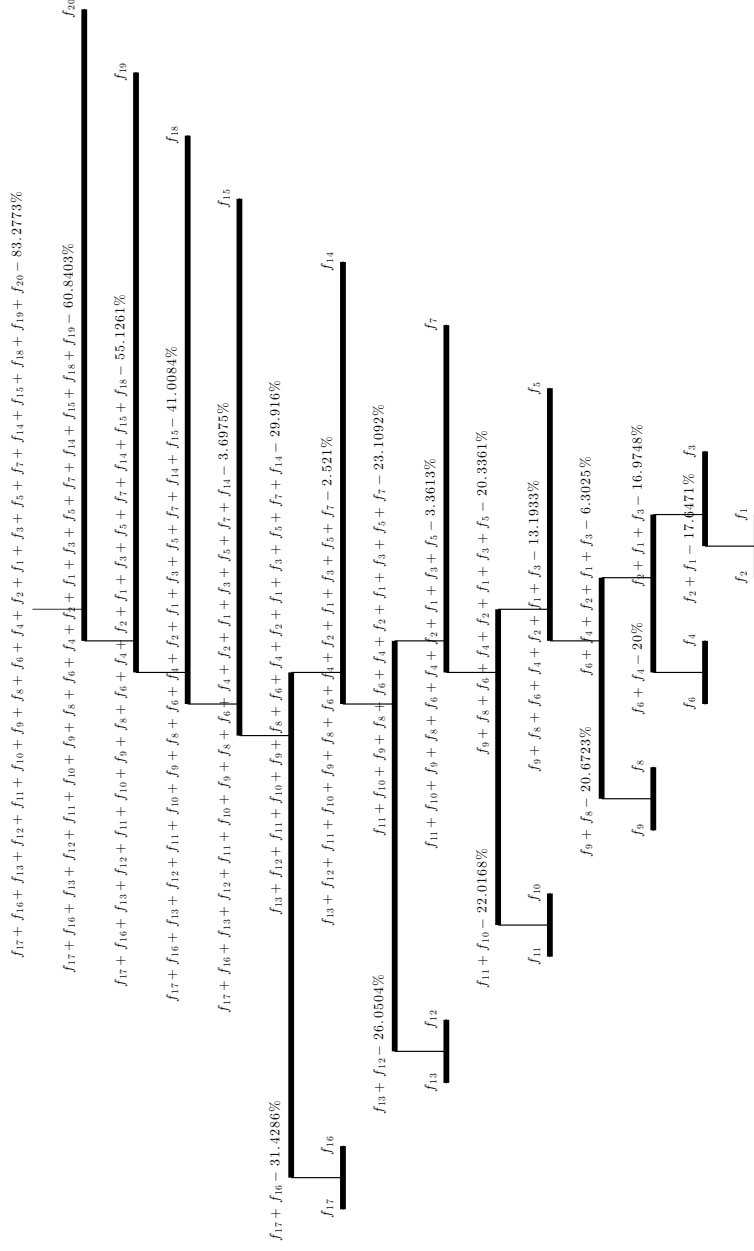 f₁₇ + f₁₆ + f₁₃ + f₁₂ + f₁₁ + f₁₀ + f₉ + f₈ + f₆ + f₄ + f₂ + f₁ + f₃ + f₅ + f₇ + f₁₄ + f₁₅ + f₁₈ + f₁₉ + f₂₀ − 83.2773%
f₂₀
f₁₇ + f₁₆ + f₁₃ + f₁₂ + f₁₁ + f₁₀ + f₉ + f₈ + f₆ + f₄ + f₂ + f₁ + f₃ + f₅ + f₇ + f₁₄ + f₁₅ + f₁₈ + f₁₉ − 60.8403%
f₁₉
f₁₇ + f₁₆ + f₁₃ + f₁₂ + f₁₁ + f₁₀ + f₉ + f₈ + f₆ + f₄ + f₂ + f₁ + f₃ + f₅ + f₇ + f₁₄ + f₁₅ + f₁₈ − 55.1261%
f₁₈
f₁₇ + f₁₆ + f₁₃ + f₁₂ + f₁₁ + f₁₀ + f₉ + f₈ + f₆ + f₄ + f₂ + f₁ + f₃ + f₅ + f₇ + f₁₄ + f₁₅ − 41.0084%
f₁₅
f₁₇ + f₁₆ + f₁₃ + f₁₂ + f₁₁ + f₁₀ + f₉ + f₈ + f₆ + f₄ + f₂ + f₁ + f₃ + f₅ + f₇ + f₁₄ − 3.6975%
f₁₇ + f₁₆ − 31.4286%
f₁₃ + f₁₂ + f₁₁ + f₁₀ + f₉ + f₈ + f₆ + f₄ + f₂ + f₁ + f₃ + f₅ + f₇ + f₁₄ − 29.916%
f₁₇
f₁₆
f₁₃ + f₁₂ + f₁₁ + f₁₀ + f₉ + f₈ + f₆ + f₄ + f₂ + f₁ + f₃ + f₅ + f₇ − 2.521%
f₁₄
f₁₃ + f₁₂ − 26.0504%
f₁₁ + f₁₀ + f₉ + f₈ + f₆ + f₄ + f₂ + f₁ + f₃ + f₅ + f₇ − 23.1092%
f₁₃
f₁₂
f₁₁ + f₁₀ + f₉ + f₈ + f₆ + f₄ + f₂ + f₁ + f₃ + f₅ − 3.3613%
f₇
f₁₁ + f₁₀ − 22.0168%
f₉ + f₈ + f₆ + f₄ + f₂ + f₁ + f₃ + f₅ − 20.3361%
f₁₁
f₁₀
f₉ + f₈ + f₆ + f₄ + f₂ + f₁ + f₃ − 13.1933%
f₅
f₉ + f₈ − 20.6723%
f₆ + f₄ + f₂ + f₁ + f₃ − 6.3025%
f₉
f₈
f₆ + f₄ − 20%
f₂ + f₁ + f₃ − 16.9748%
f₆
f₄
f₂ + f₁ − 17.6471%
f₃
f₂
f₁